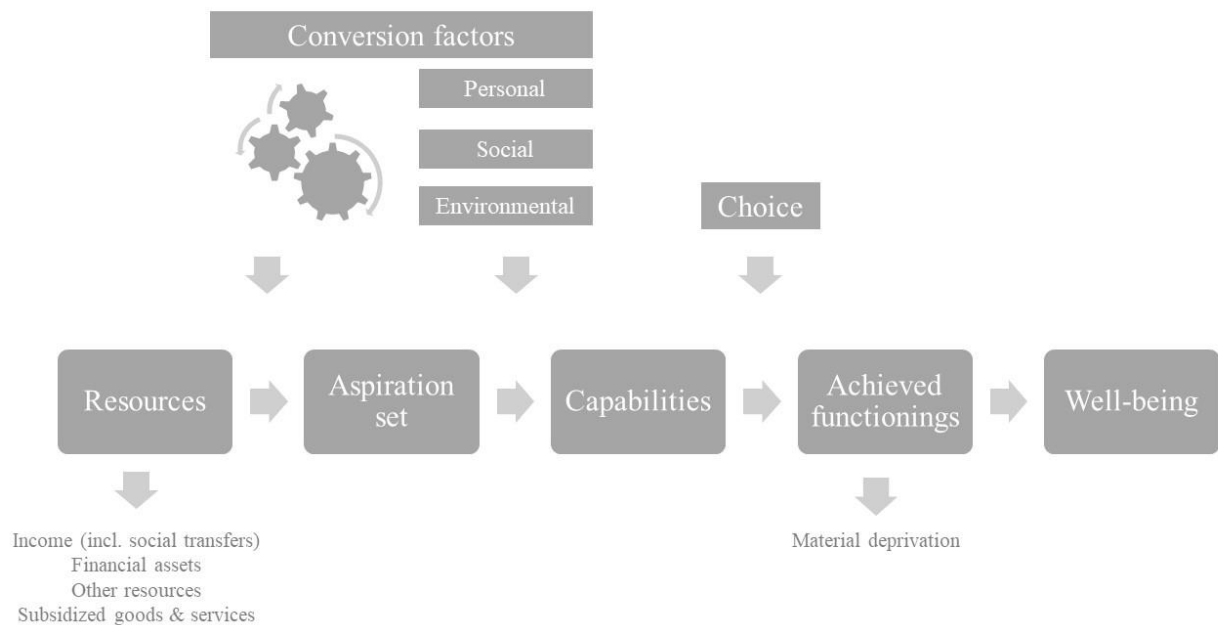 Conversion factors
Personal
Social
Environmental
Choice
Resources
Aspiration
set
Capabilities
Achieved
functionings
Well-being
Income (incl. social transfers)
Financial assets
Other resources
Subsidized goods & services
Material deprivation